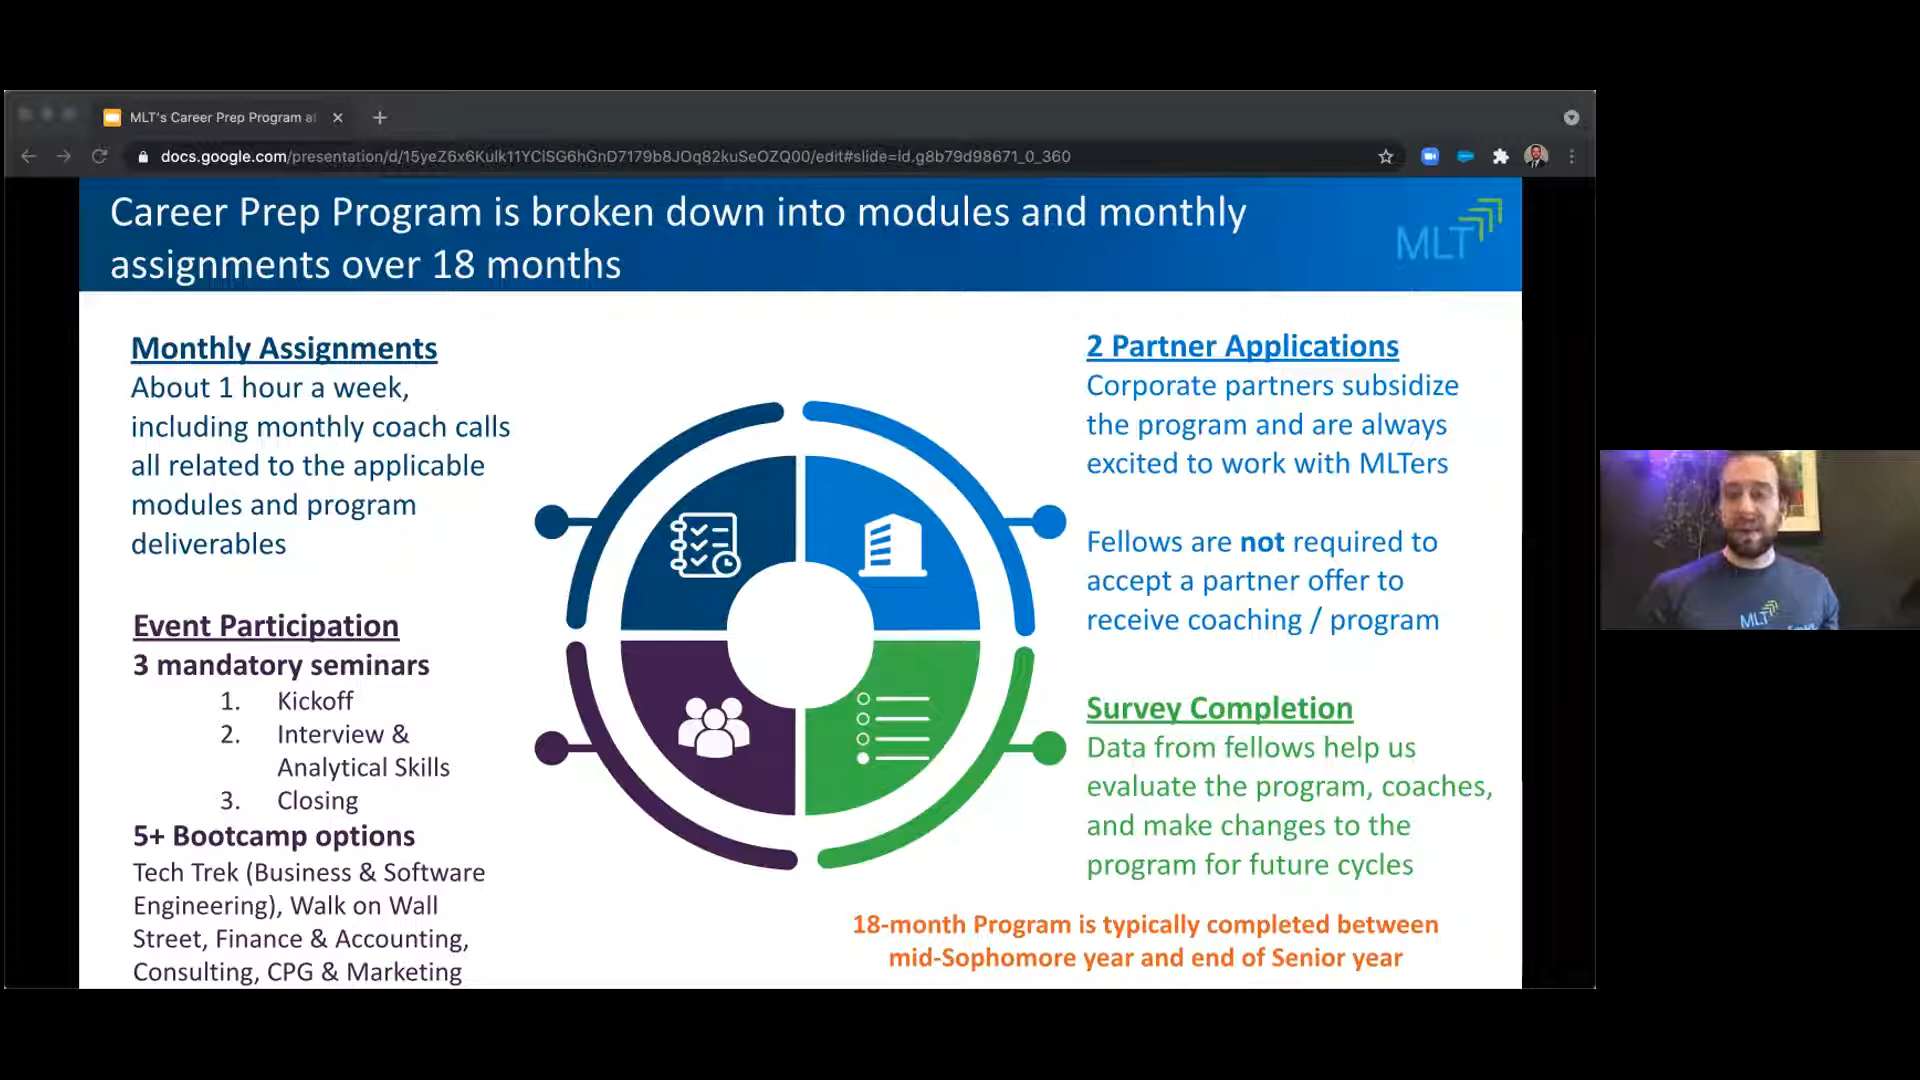 MLT's Career Prep Program a
docs.google.com/presentation/d/15yeZ6x6Kulk11YClSG6hGnD7179b8JOq82kuSeOZQ00/edit#slide=id.g8b79d98671_0_360
Career Prep Program is broken down into modules and monthly
assignments over 18 months
MLT
Monthly Assignments
About 1 hour a week,
including monthly coach calls
all related to the applicable
modules and program
deliverables
Event Participation
3 mandatory seminars
1. Kickoff
2. Interview &
Analytical Skills
3. Closing
5+ Bootcamp options
Tech Trek (Business & Software
Engineering), Walk on Wall
Street, Finance & Accounting,
Consulting, CPG & Marketing
2 Partner Applications
Corporate partners subsidize
the program and are always
excited to work with MLTers
Fellows are not required to
accept a partner offer to
receive coaching / program
Survey Completion
Data from fellows help us
evaluate the program, coaches,
and make changes to the
program for future cycles
18-month Program is typically completed between
mid-Sophomore year and end of Senior year
MLT